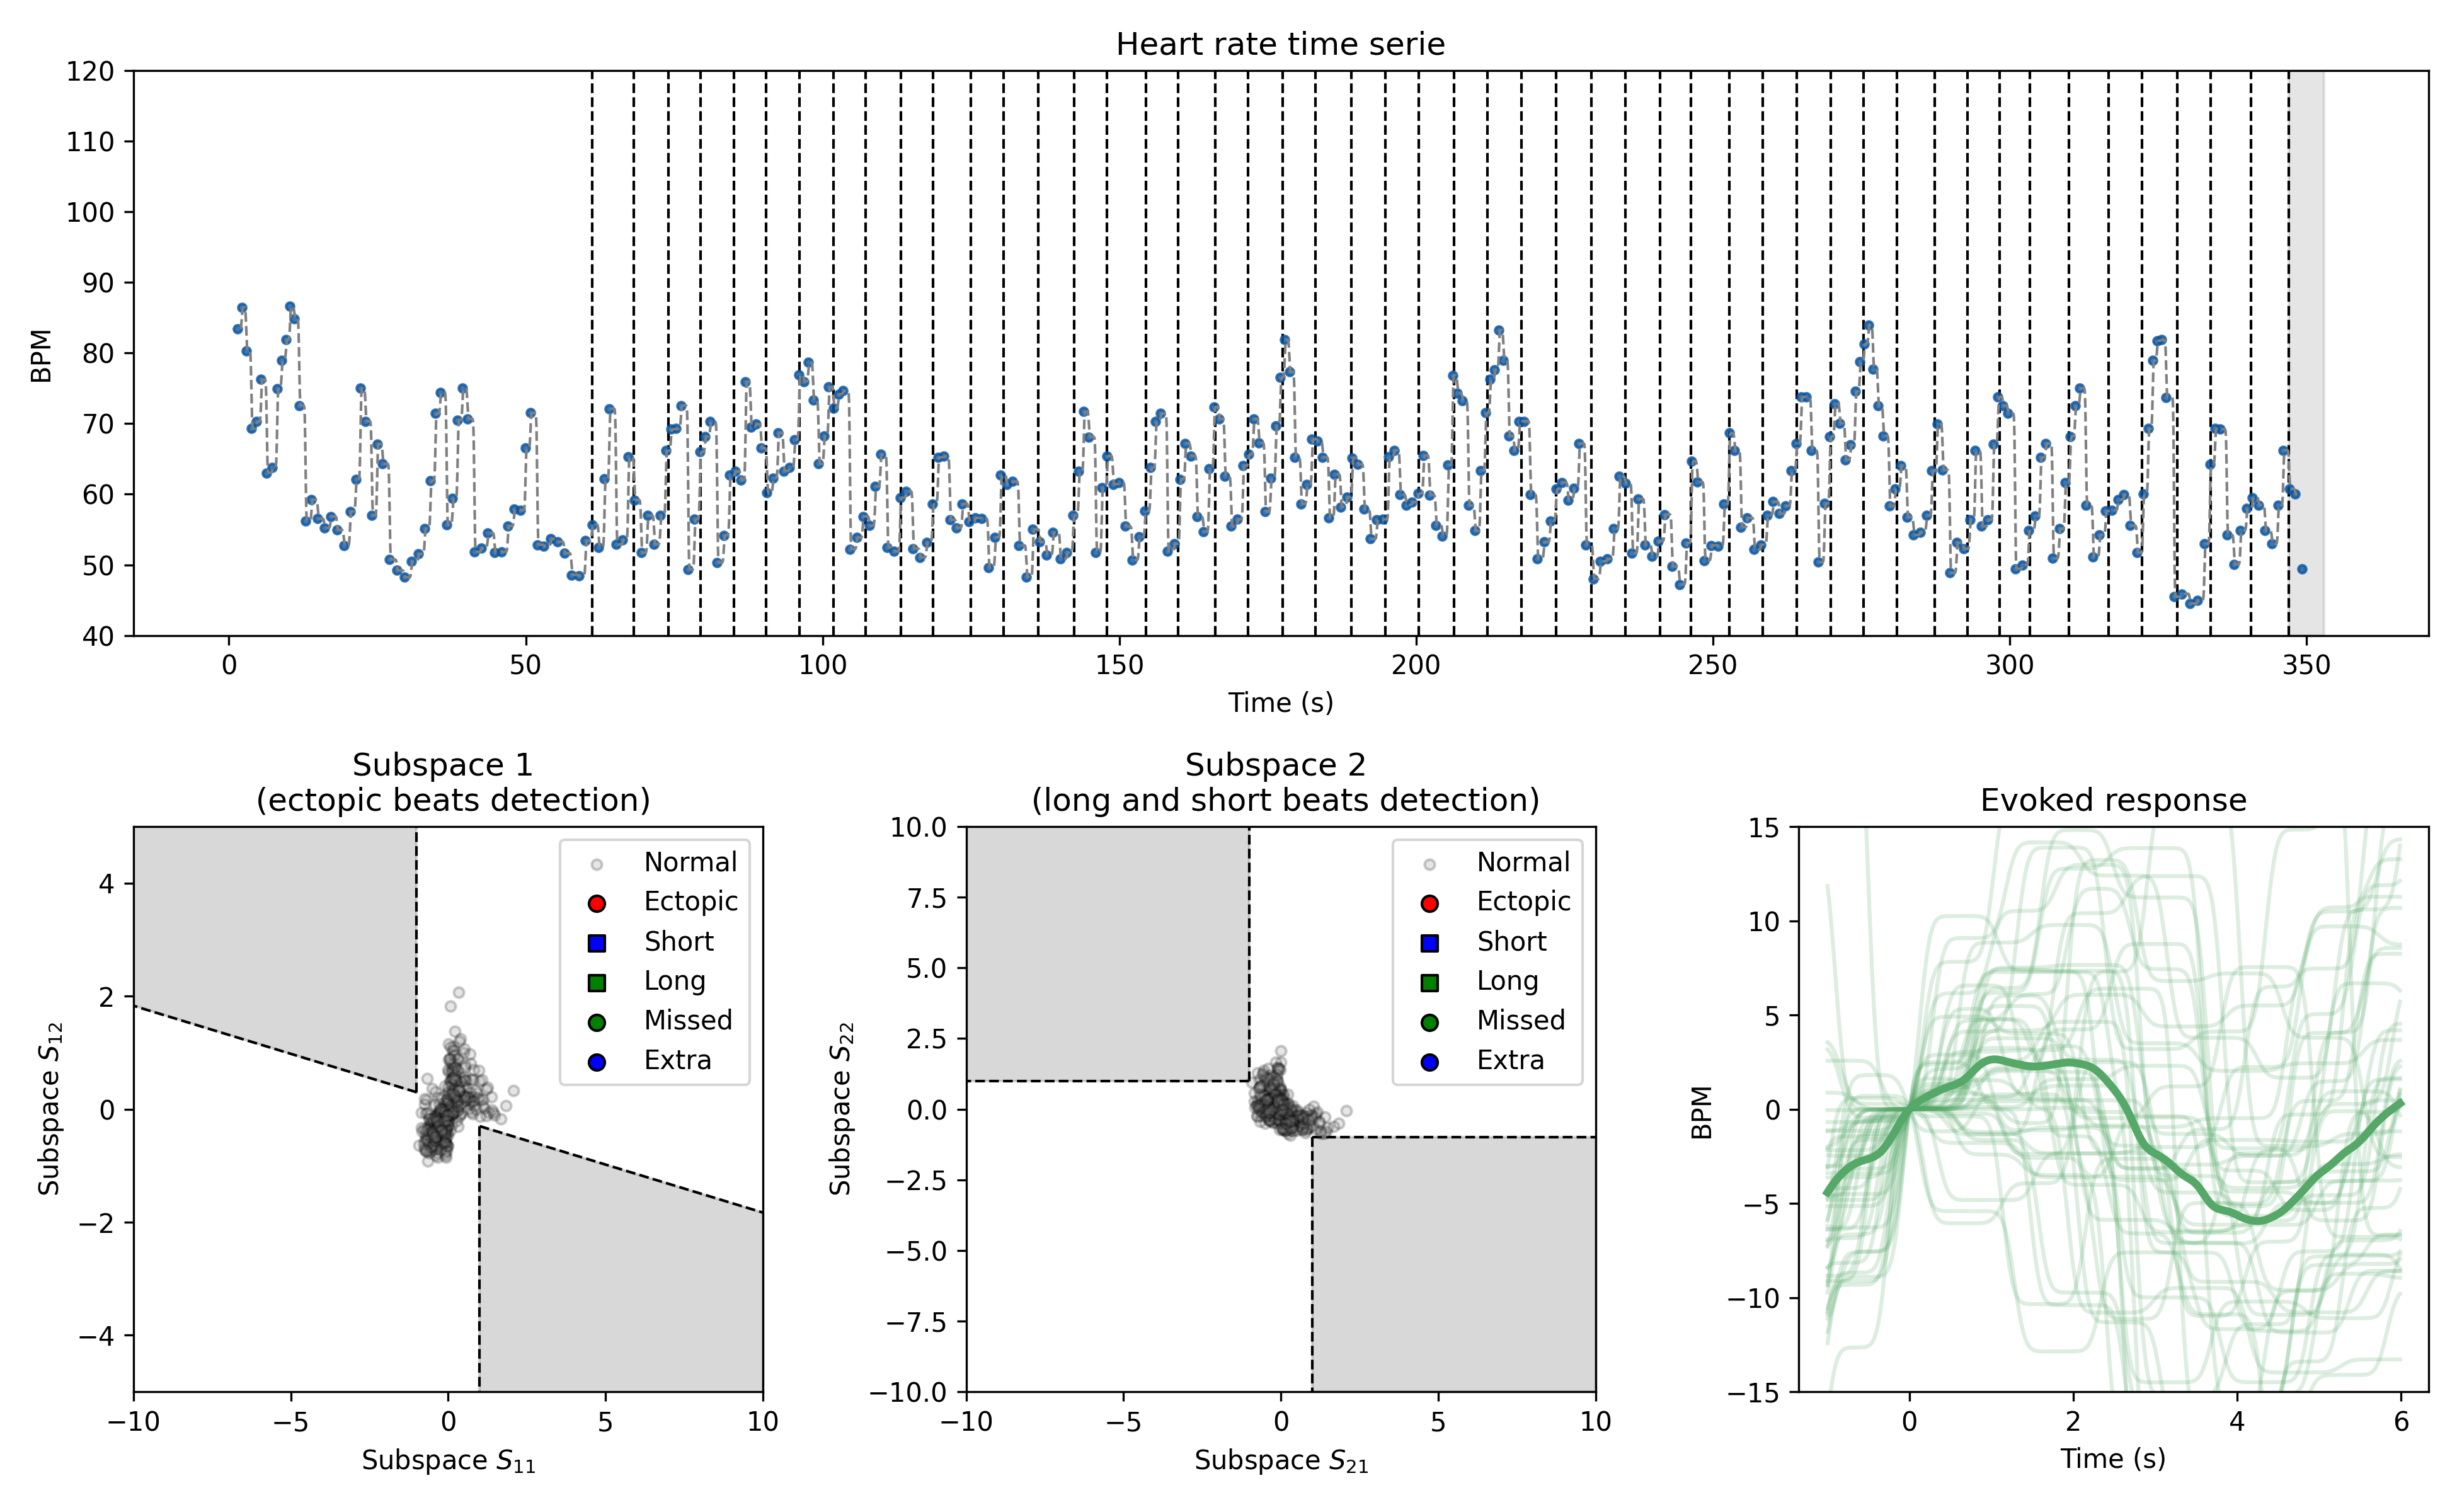 Heart rate time serie
BPM
120
110
100
90
80
70
60
50
40
0 50 100 150 200 250 300 350
Time (s)
Subspace 1
(ectopic beats detection)
Subspace S₁₂
4
2
0
−2
−4
Normal
Ectopic
Short
Long
Missed
Extra
−10 −5 0 5 10
Subspace S₁₁
Subspace 2
(long and short beats detection)
Subspace S₂₂
10.0
7.5
5.0
2.5
0.0
−2.5
−5.0
−7.5
−10.0
Normal
Ectopic
Short
Long
Missed
Extra
−10 −5 0 5 10
Subspace S₂₁
Evoked response
BPM
15
10
5
0
−5
−10
−15
0 2 4 6
Time (s)